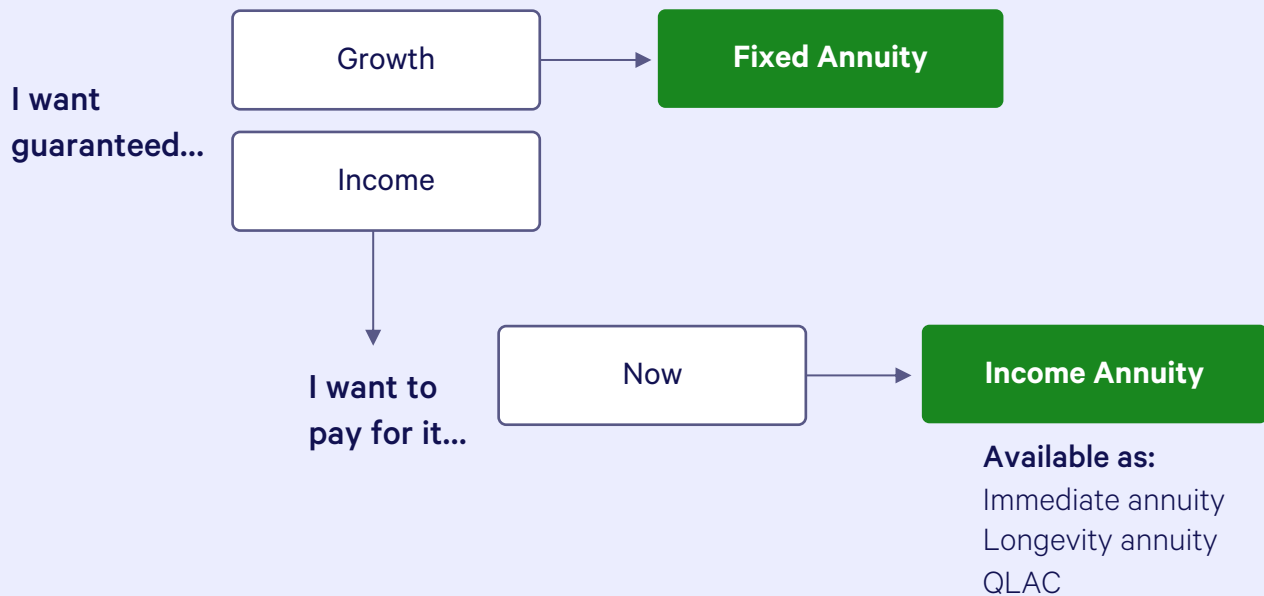 Growth
Fixed Annuity
I want
guaranteed...
Income
I want to
pay for it...
Now
Income Annuity
Available as:
Immediate annuity
Longevity annuity
QLAC